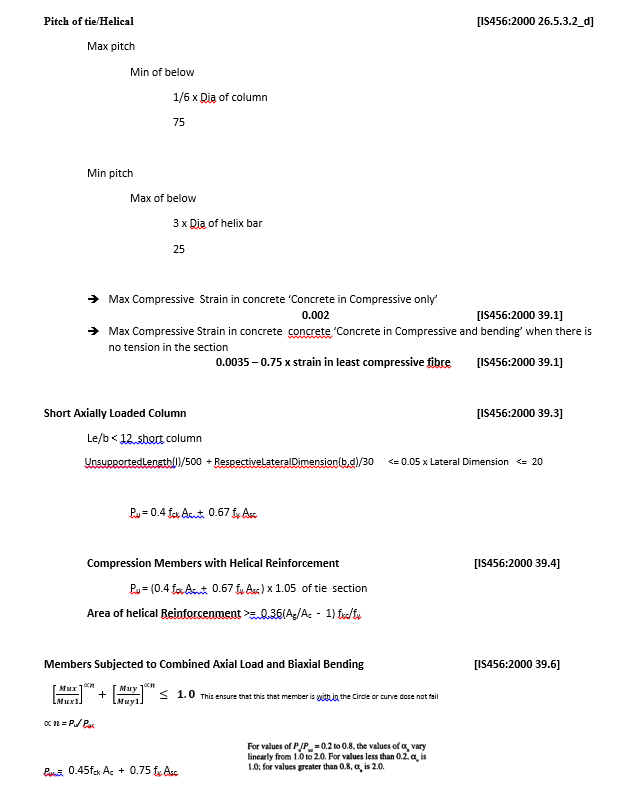 Pitch of tie/Helical [IS456:2000 26.5.3.2_d]
Max pitch
Min of below
1/6 x Dia of column
75
Min pitch
Max of below
3 x Dia of helix bar
25
➔ Max Compressive Strain in concrete ‘Concrete in Compressive only’
0.002 [IS456:2000 39.1]
➔ Max Compressive Strain in concrete concrete ‘Concrete in Compressive and bending’ when there is
no tension in the section
0.0035 – 0.75 x strain in least compressive fibre [IS456:2000 39.1]
Short Axially Loaded Column [IS456:2000 39.3]
Le/b < 12 short column
UnsupportedLength(l)/500 + RespectiveLateralDimension(b,d)/30 <= 0.05 x Lateral Dimension <= 20
Pu = 0.4 fck Ac + 0.67 fy Asc
Compression Members with Helical Reinforcement [IS456:2000 39.4]
Pu = (0.4 fck Ac + 0.67 fy Asc) x 1.05 of tie section
Area of helical Reinforcenment >= 0.36(Ag/Ac - 1) fck/fy
Members Subjected to Combined Axial Load and Biaxial Bending [IS456:2000 39.6]
[Mux/Mux1]^∝n + [Muy/Muy1]^∝n ≤ 1.0 This ensure that this that member is with in the Circle or curve dose not fail
∝ n = Pu/ Puz
For values of Pu/Puz = 0.2 to 0.8, the values of αn vary
linearly from 1.0 to 2.0. For values less than 0.2, αn is
1.0; for values greater than 0.8, αn is 2.0.
Puz = 0.45fck Ac + 0.75 fy Asc